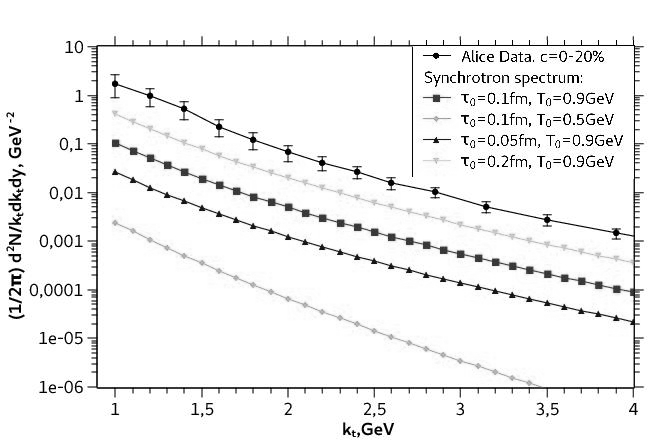 10
1
0,1
0,01
0,001
0,0001
1e-05
1e-06
(1/2π) d²N/kₜdkₜdy, GeV⁻²
Alice Data. c=0-20%
Synchrotron spectrum:
τ₀=0.1fm, T₀=0.9GeV
τ₀=0.1fm, T₀=0.5GeV
τ₀=0.05fm, T₀=0.9GeV
τ₀=0.2fm, T₀=0.9GeV
1 1,5 2 2,5 3 3,5 4
kₜ,GeV